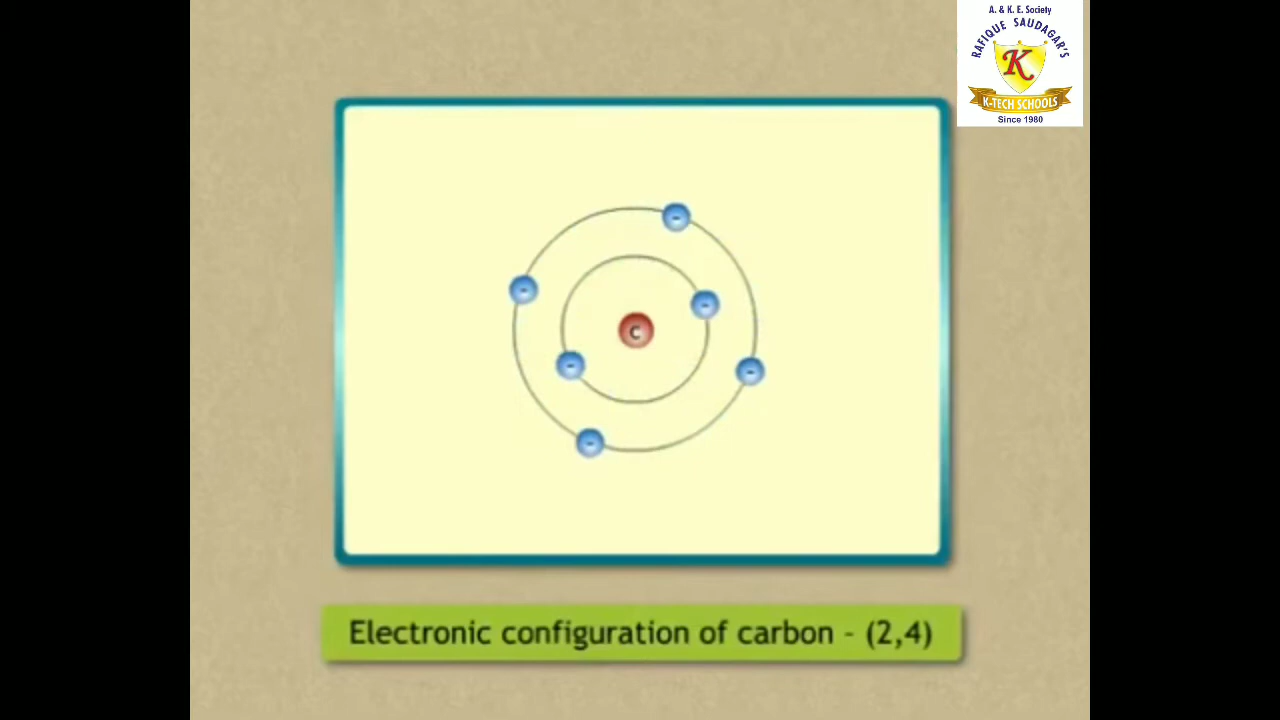 A. & K. E. Society
RAFIQUE SAUDAGAR'S
K
K-TECH SCHOOLS
Since 1980
-
-
-
C
-
-
-
Electronic configuration of carbon - (2,4)